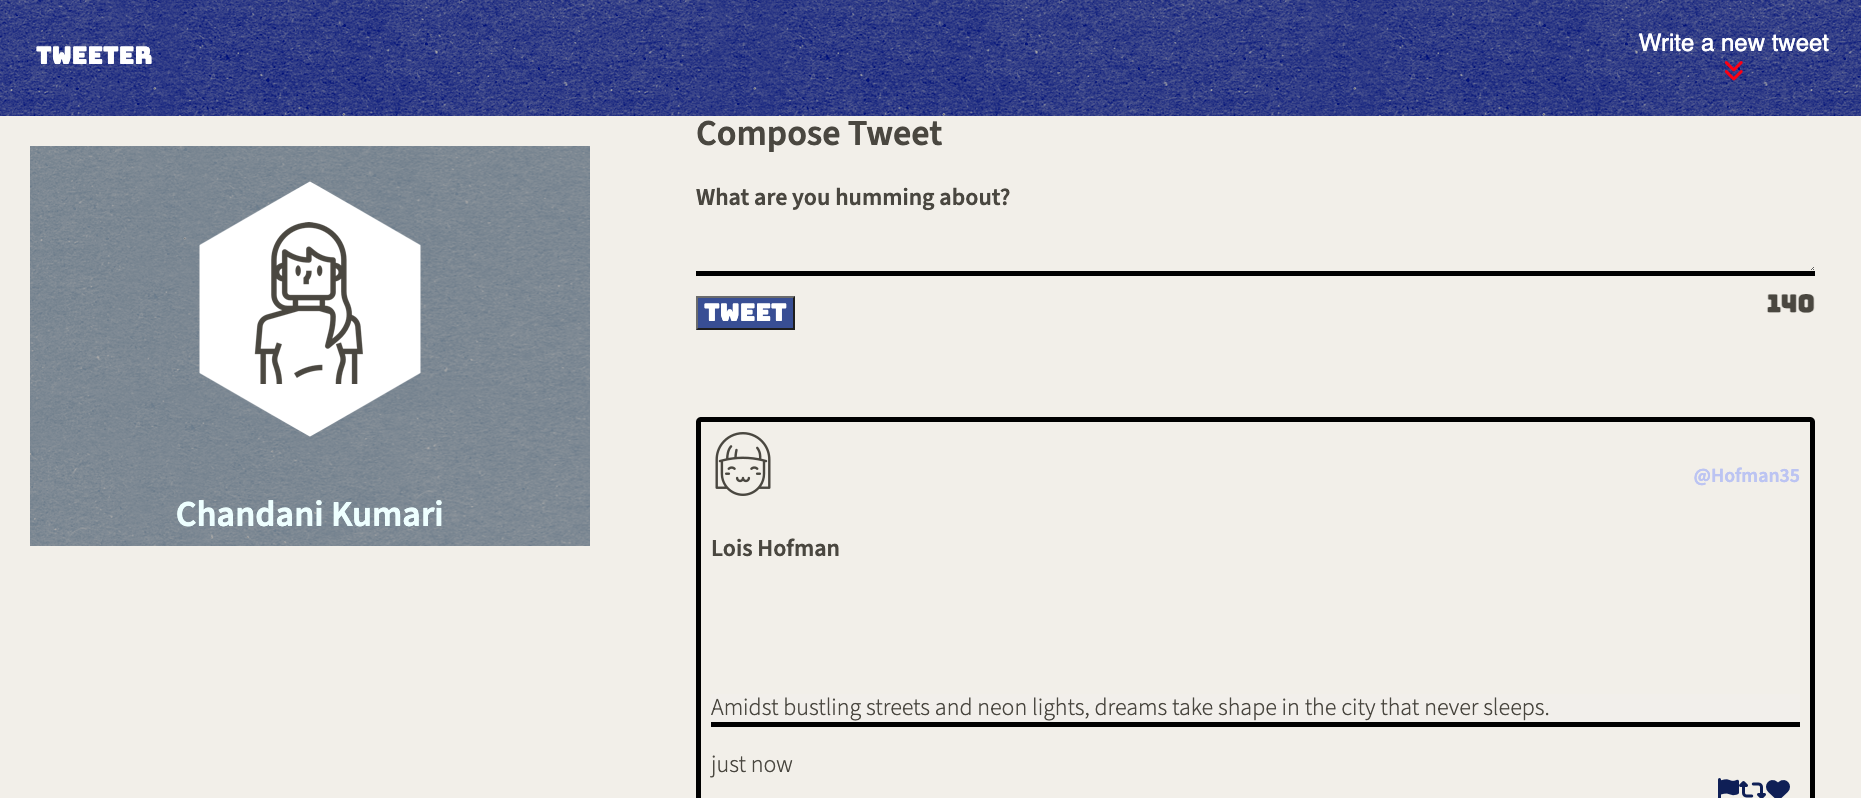 TWEETER
Write a new tweet
Compose Tweet
What are you humming about?
TWEET
140
Chandani Kumari
@Hofman35
Lois Hofman
Amidst bustling streets and neon lights, dreams take shape in the city that never sleeps.
just now